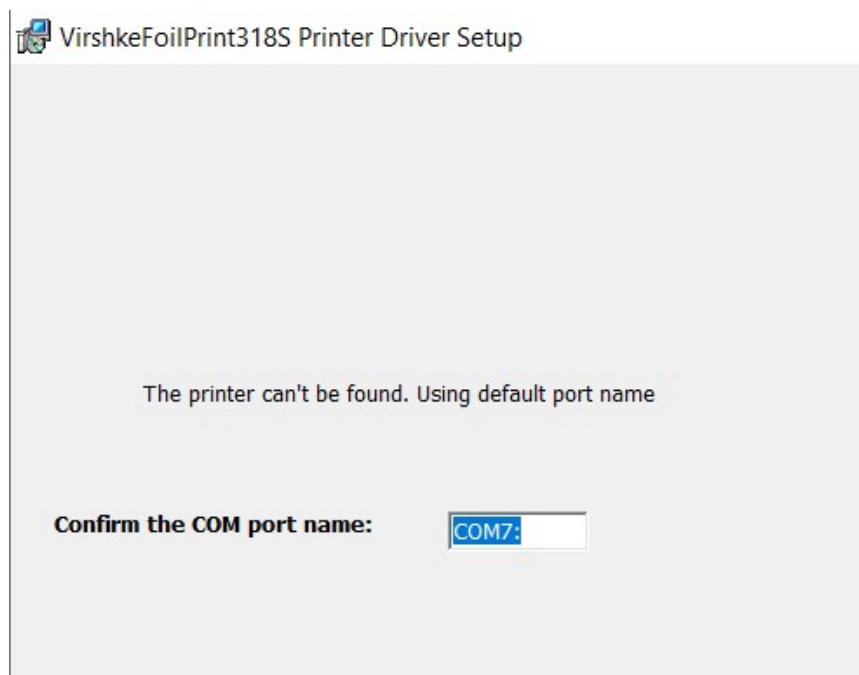 VirshkeFoilPrint318S Printer Driver Setup
The printer can't be found. Using default port name
Confirm the COM port name: COM7: